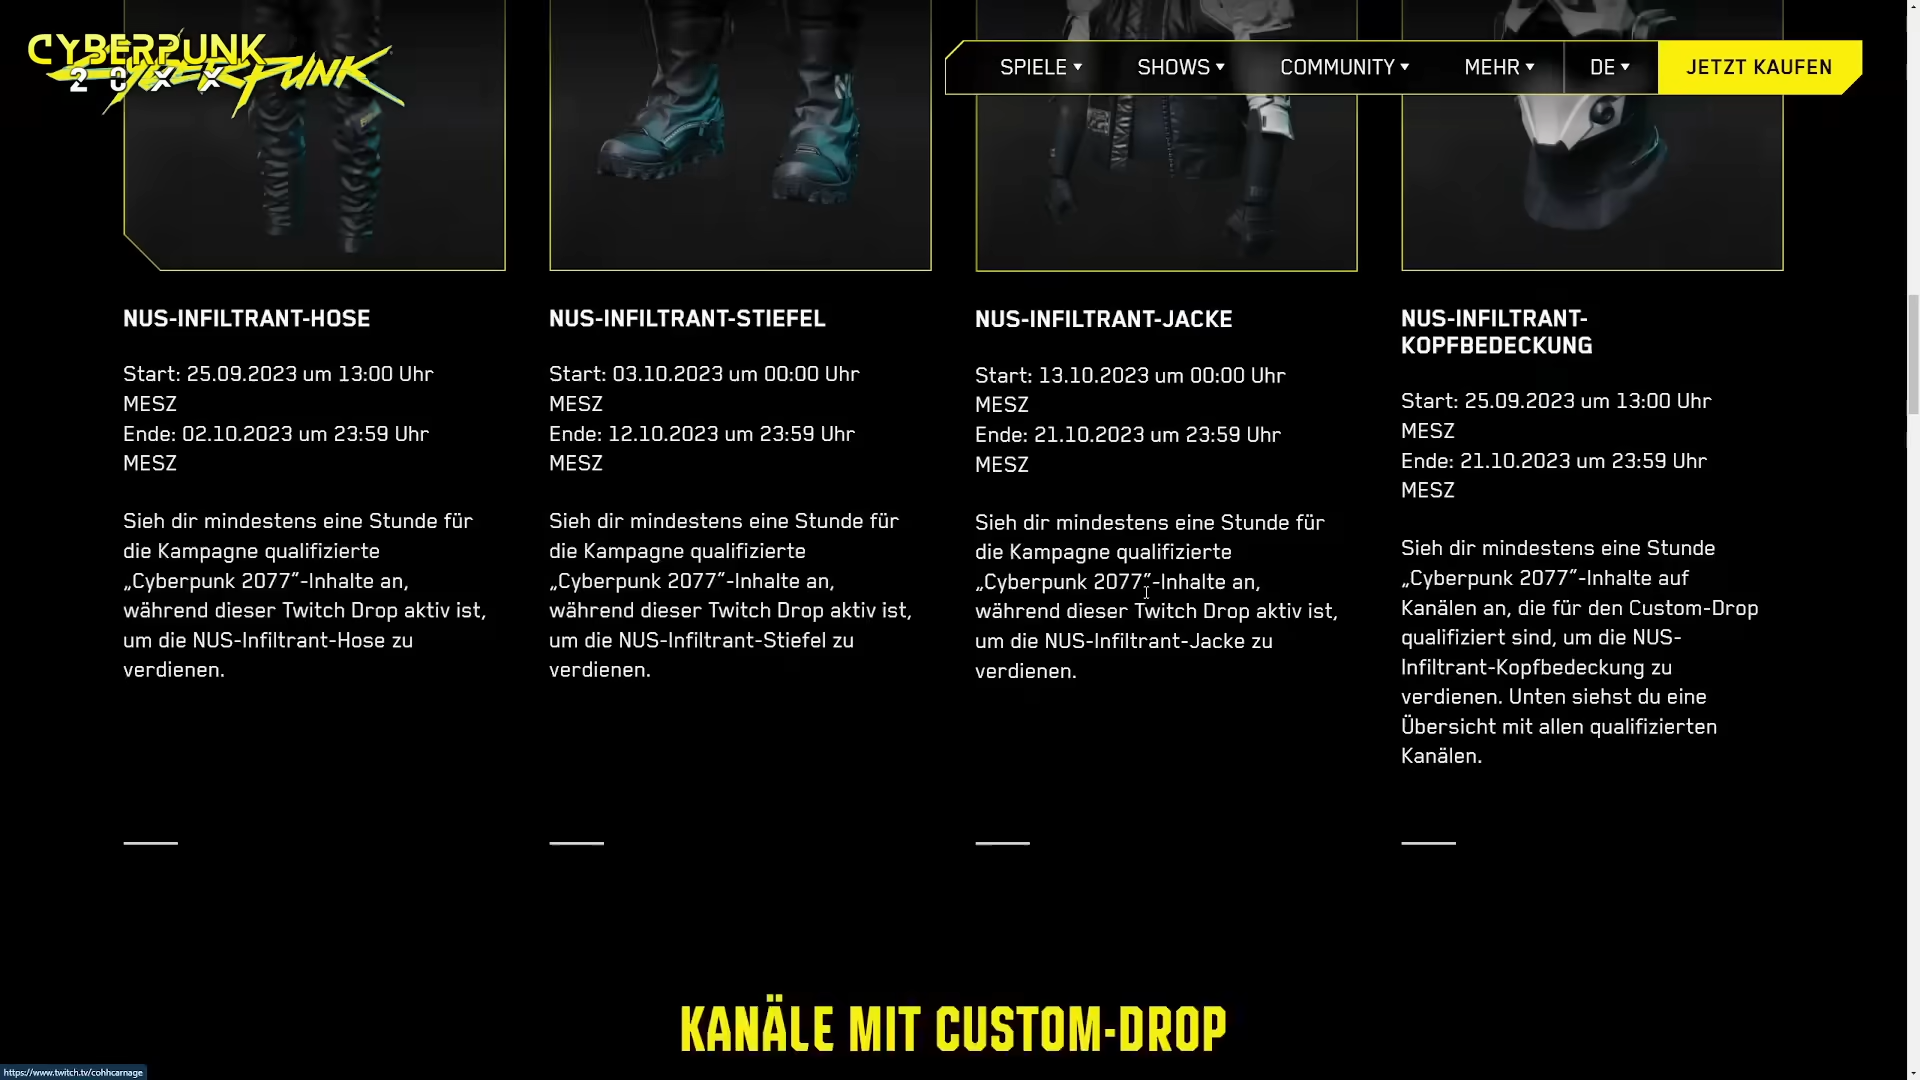 CYBERPUNK
20XX
CYBERPUNK
SPIELE
SHOWS
COMMUNITY
MEHR
DE
JETZT KAUFEN
NUS-INFILTRANT-HOSE
Start: 25.09.2023 um 13:00 Uhr
MESZ
Ende: 02.10.2023 um 23:59 Uhr
MESZ
Sieh dir mindestens eine Stunde für
die Kampagne qualifizierte
„Cyberpunk 2077”-Inhalte an,
während dieser Twitch Drop aktiv ist,
um die NUS-Infiltrant-Hose zu
verdienen.
NUS-INFILTRANT-STIEFEL
Start: 03.10.2023 um 00:00 Uhr
MESZ
Ende: 12.10.2023 um 23:59 Uhr
MESZ
Sieh dir mindestens eine Stunde für
die Kampagne qualifizierte
„Cyberpunk 2077”-Inhalte an,
während dieser Twitch Drop aktiv ist,
um die NUS-Infiltrant-Stiefel zu
verdienen.
NUS-INFILTRANT-JACKE
Start: 13.10.2023 um 00:00 Uhr
MESZ
Ende: 21.10.2023 um 23:59 Uhr
MESZ
Sieh dir mindestens eine Stunde für
die Kampagne qualifizierte
„Cyberpunk 2077”-Inhalte an,
während dieser Twitch Drop aktiv ist,
um die NUS-Infiltrant-Jacke zu
verdienen.
NUS-INFILTRANT-
KOPFBEDECKUNG
Start: 25.09.2023 um 13:00 Uhr
MESZ
Ende: 21.10.2023 um 23:59 Uhr
MESZ
Sieh dir mindestens eine Stunde
„Cyberpunk 2077”-Inhalte auf
Kanälen an, die für den Custom-Drop
qualifiziert sind, um die NUS-
Infiltrant-Kopfbedeckung zu
verdienen. Unten siehst du eine
Übersicht mit allen qualifizierten
Kanälen.
KANÄLE MIT CUSTOM-DROP
https://www.twitch.tv/cohhcarnage